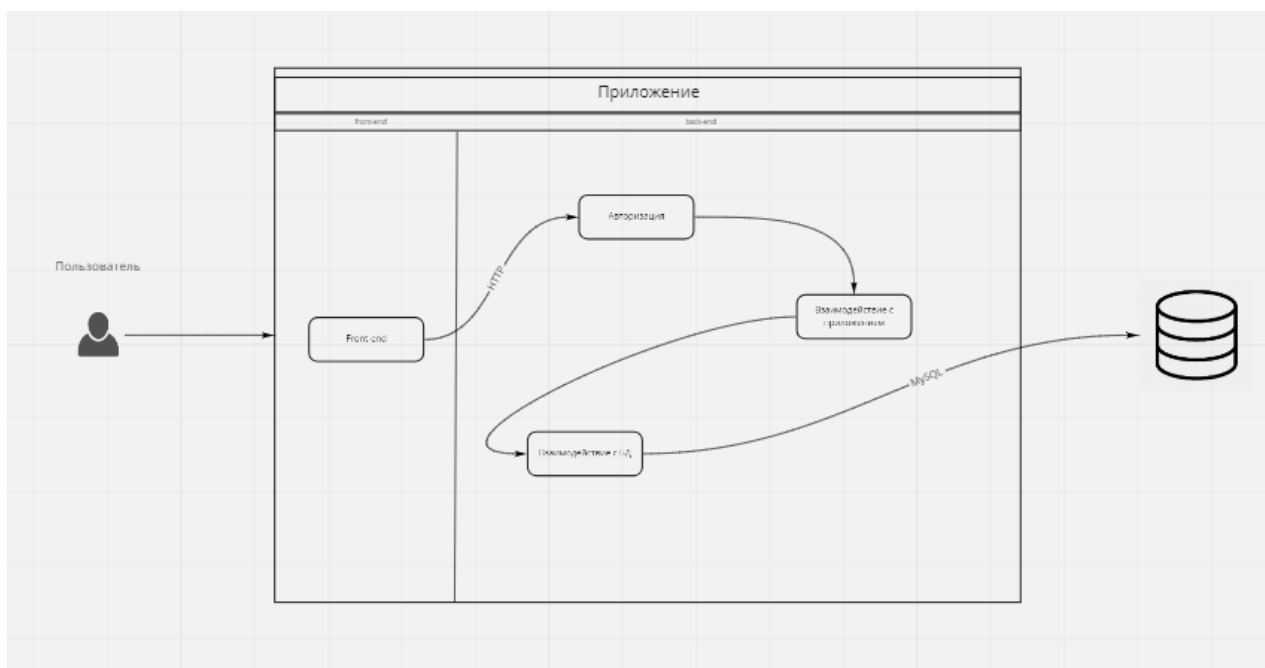 Приложение
front-end
back-end
Авторизация
HTTP
Пользователь
Взаимодействие с
приложением
Front-end
MySQL
Взаимодействие с БД